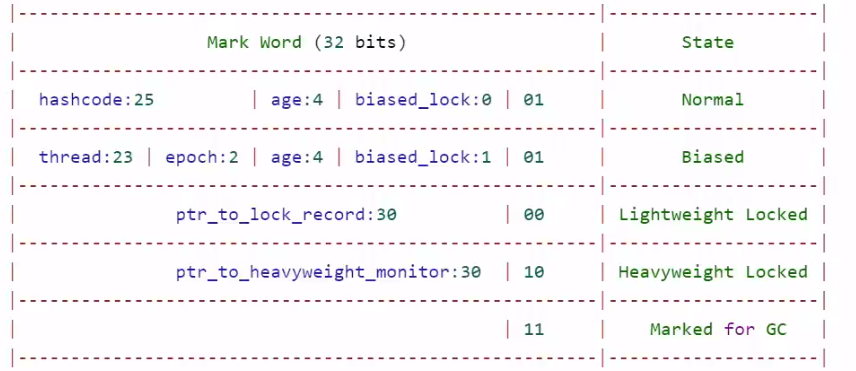 |--------------------------------------------------------|--------------------|
| Mark Word (32 bits) | State |
|--------------------------------------------------------|--------------------|
| hashcode:25 | age:4 | biased_lock:0 | 01 | Normal |
|--------------------------------------------------------|--------------------|
| thread:23 | epoch:2 | age:4 | biased_lock:1 | 01 | Biased |
|--------------------------------------------------------|--------------------|
| ptr_to_lock_record:30 | 00 | Lightweight Locked |
|--------------------------------------------------------|--------------------|
| ptr_to_heavyweight_monitor:30 | 10 | Heavyweight Locked |
|--------------------------------------------------------|--------------------|
| | 11 | Marked for GC |
|--------------------------------------------------------|--------------------|